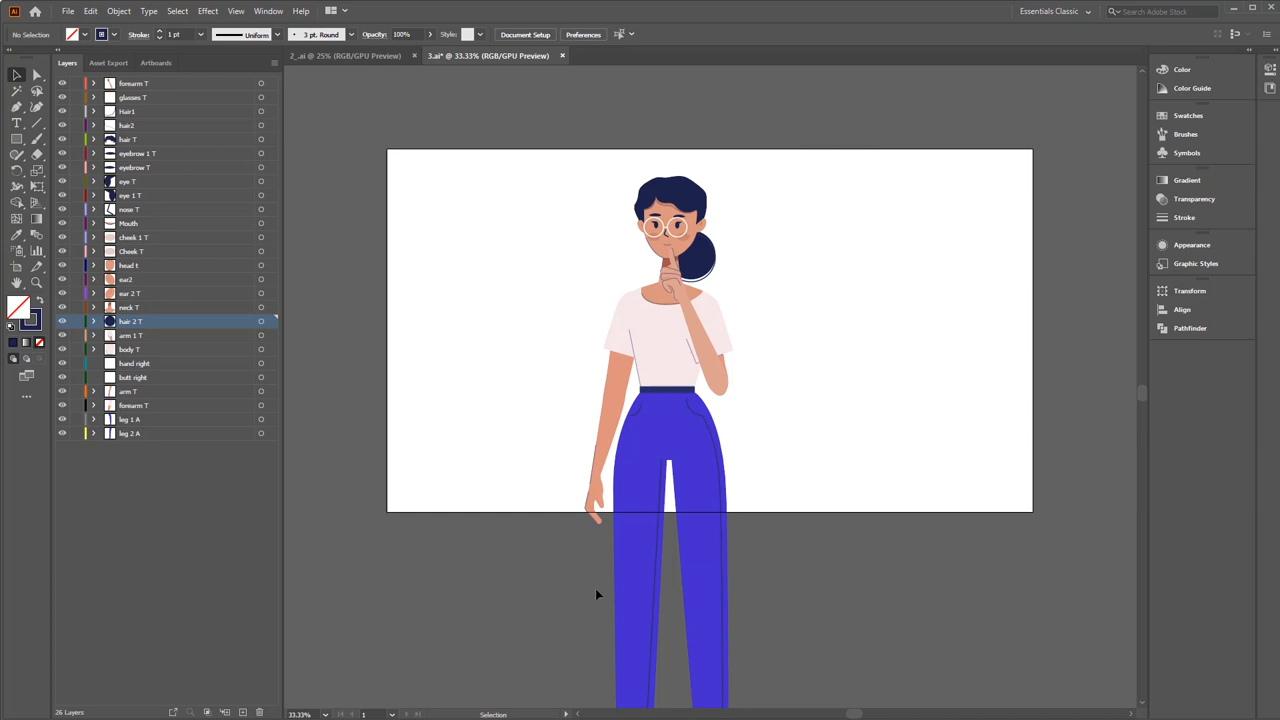 Ai File Edit Object Type Select Effect View Window Help Essentials Classic Search Adobe Stock
No Selection Stroke: 1 pt Uniform 3 pt. Round Opacity: 100% Style: Document Setup Preferences
2_.ai @ 25% (RGB/GPU Preview) 3.ai* @ 33.33% (RGB/GPU Preview)
Layers Asset Export Artboards
forearm T
glasses T
Hair1
hair2
hair T
eyebrow 1 T
eyebrow T
eye T
eye 1 T
nose T
Mouth
cheek 1 T
Cheek T
head t
ear2
ear 2 T
neck T
hair 2 T
arm 1 T
body T
hand right
butt right
arm T
forearm T
leg 1 A
leg 2 A
Color
Color Guide
Swatches
Brushes
Symbols
Gradient
Transparency
Stroke
Appearance
Graphic Styles
Transform
Align
Pathfinder
26 Layers
33.33% 1 Selection